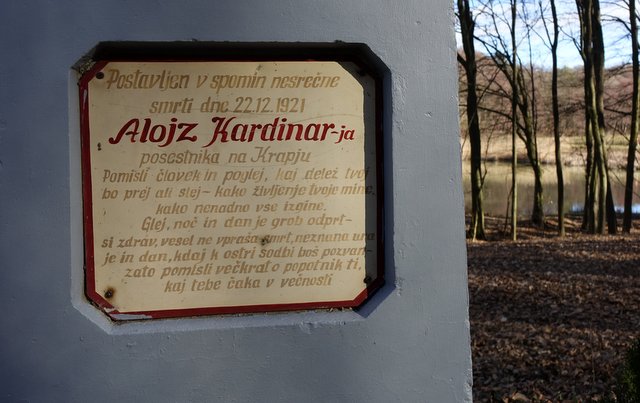 Postavljen v spomin nesrečne
smrti dne 22.12.1921
Alojz Kardinar-ja
posestnika na Krapju
Pomisli človek in poglej, kaj delež tvoj
bo prej ali slej - kako življenje tvoje mine,
kako nenadno vse izgine.
Glej, noč in dan je grob odprt-
si zdrav, vesel ne vpraša smrt, neznana ura
je in dan, kdaj k ostri sodbi boš pozvan-
zato pomisli večkrat o popotnik ti,
kaj tebe čaka v večnosti